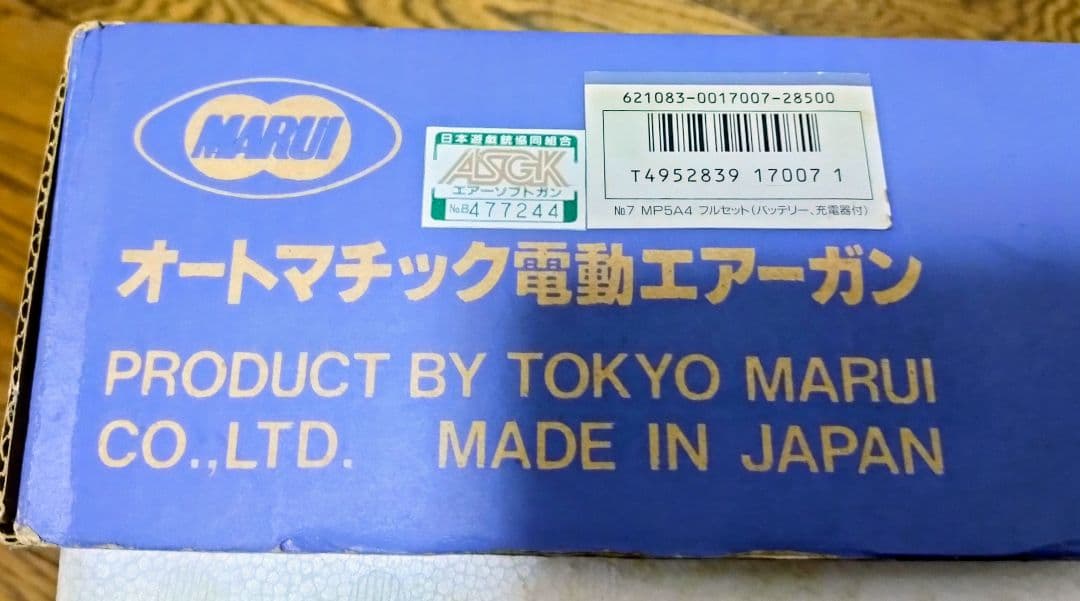 MARUI
日本遊戯銃協同組合
ASGK
エアーソフトガン
№B477244
621083-0017007-28500
T4952839 17007 1
№7 MP5A4 フルセット(バッテリー、充電器付)
オートマチック電動エアーガン
PRODUCT BY TOKYO MARUI
CO.,LTD. MADE IN JAPAN